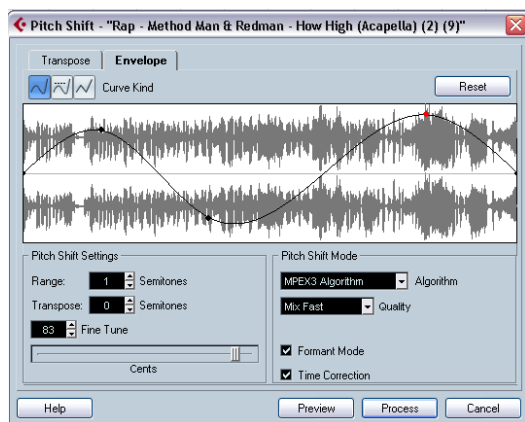 Pitch Shift - "Rap - Method Man & Redman - How High (Acapella) (2) (9)"
Transpose Envelope
Curve Kind Reset
Pitch Shift Settings
Range: 1 Semitones
Transpose: 0 Semitones
83 Fine Tune
Cents
Pitch Shift Mode
MPEX3 Algorithm Algorithm
Mix Fast Quality
Formant Mode
Time Correction
Help Preview Process Cancel